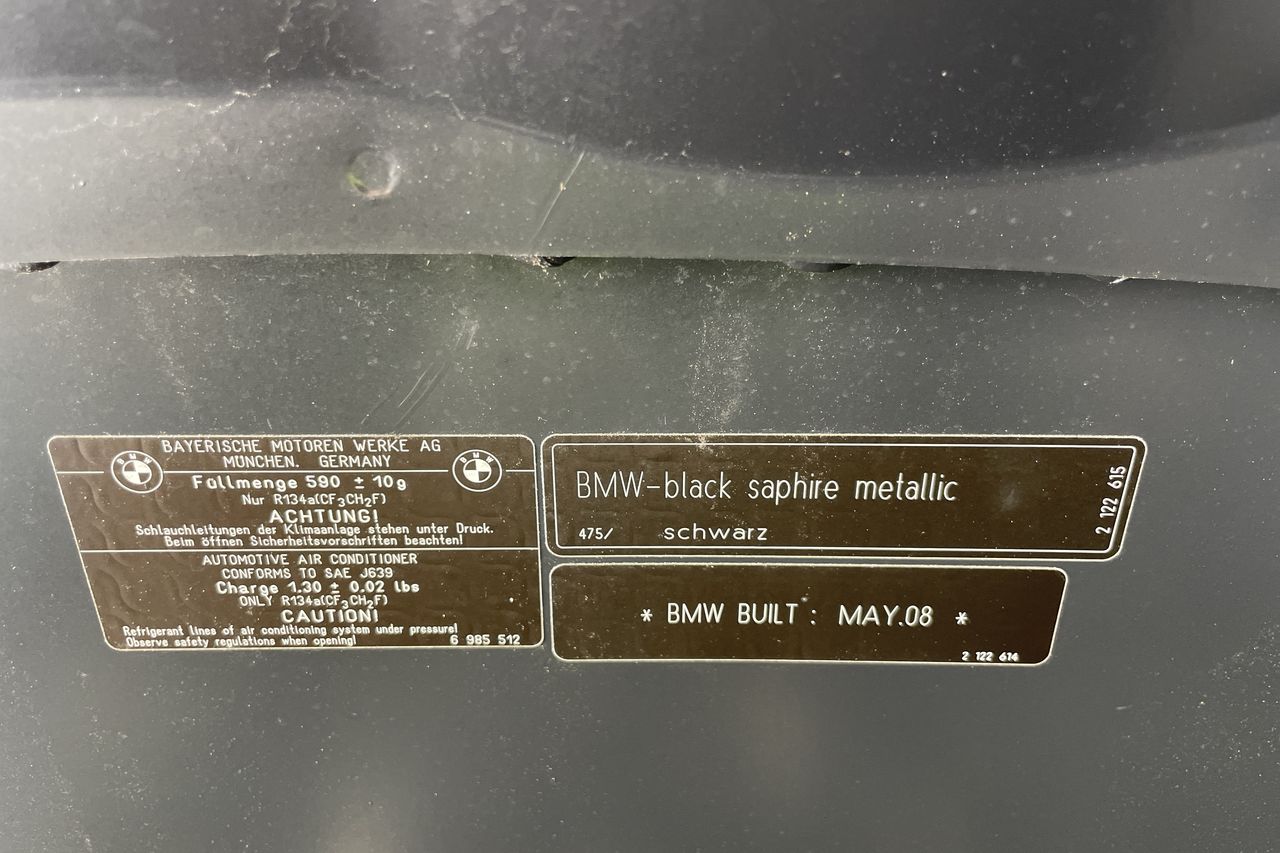 BAYERISCHE MOTOREN WERKE AG
MÜNCHEN. GERMANY
BMW
BMW
Füllmenge 590 ± 10g
Nur R134a(CF3CH2F)
ACHTUNG!
Schlauchleitungen der Klimaanlage stehen unter Druck.
Beim öffnen Sicherheitsvorschriften beachten!
AUTOMOTIVE AIR CONDITIONER
CONFORMS TO SAE J639
Charge 1.30 ± 0.02 lbs
ONLY R134a(CF3CH2F)
CAUTION!
Refrigerant lines of air conditioning system under pressure!
Observe safety regulations when opening!
6 985 512
BMW-black saphire metallic
475/ schwarz
2 122 615
* BMW BUILT : MAY.08 *
2 122 614